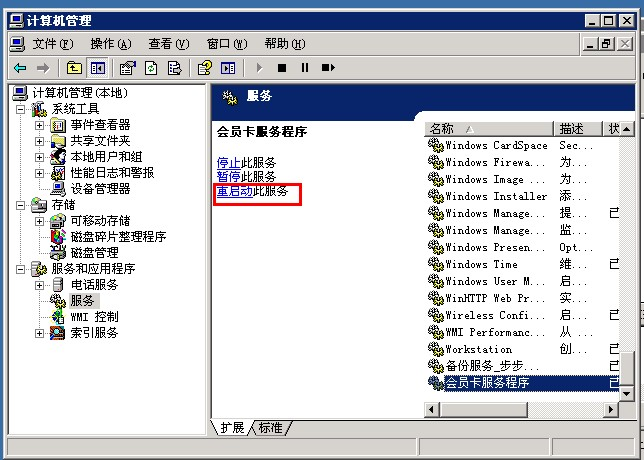 计算机管理
文件(F) 操作(A) 查看(V) 窗口(W) 帮助(H)
计算机管理(本地)
系统工具
事件查看器
共享文件夹
本地用户和组
性能日志和警报
设备管理器
存储
可移动存储
磁盘碎片整理程序
磁盘管理
服务和应用程序
电话服务
服务
WMI 控制
索引服务
服务
会员卡服务程序
停止此服务
暂停此服务
重启动此服务
名称 描述 状
Windows CardSpace Sec...
Windows Firewa... 为...
Windows Image ... 为...
Windows Installer 添...
Windows Manage... 提... 已
Windows Manage... 监...
Windows Presen... Opt...
Windows Time 维... 已
Windows User M... 启...
WinHTTP Web Pr... 实...
Wireless Confi... 启... 已
WMI Performanc... 从 ...
Workstation 创... 已
备份服务_步步... 已
会员卡服务程序 已
扩展 标准